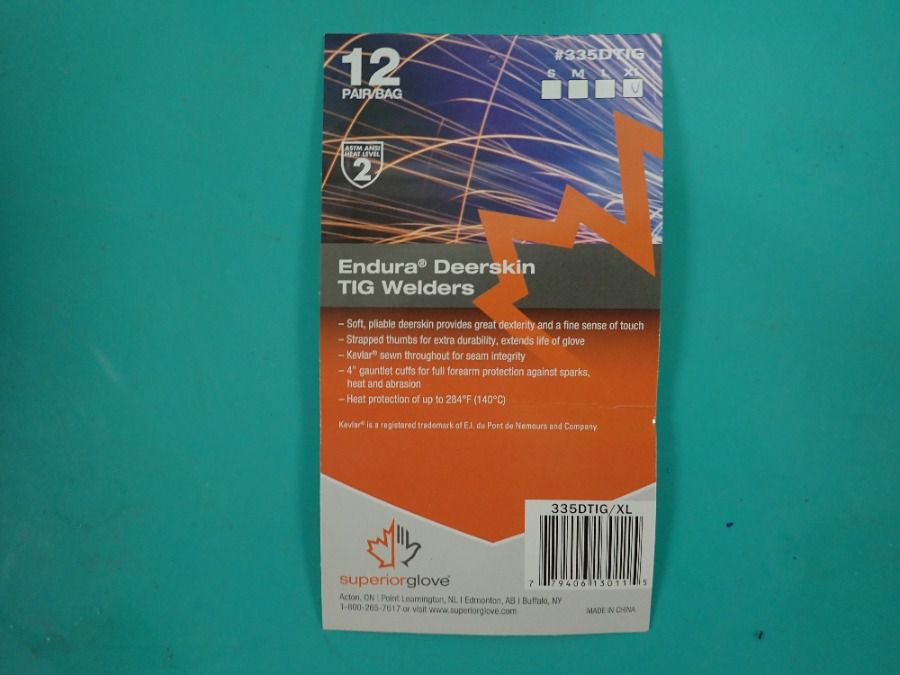 12
PAIR/BAG
#335DTIG
S M L XL
ASTM ANSI
HEAT LEVEL
2
Endura® Deerskin
TIG Welders
– Soft, pliable deerskin provides great dexterity and a fine sense of touch
– Strapped thumbs for extra durability, extends life of glove
– Kevlar® sewn throughout for seam integrity
– 4" gauntlet cuffs for full forearm protection against sparks,
heat and abrasion
– Heat protection of up to 284°F (140°C)
Kevlar® is a registered trademark of E.I. du Pont de Nemours and Company.
335DTIG/XL
7 79406 13011 5
superiorglove®
Acton, ON | Point Leamington, NL | Edmonton, AB | Buffalo, NY
1-800-265-7617 or visit www.superiorglove.com
MADE IN CHINA